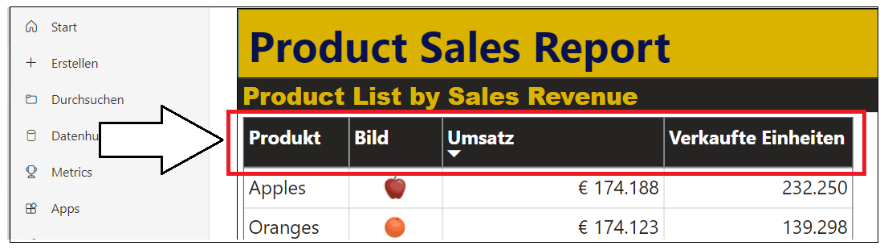 Start
Erstellen
Durchsuchen
Datenhu
Metrics
Apps
Product Sales Report
Product List by Sales Revenue
Produkt Bild Umsatz Verkaufte Einheiten
Apples € 174.188 232.250
Oranges € 174.123 139.298